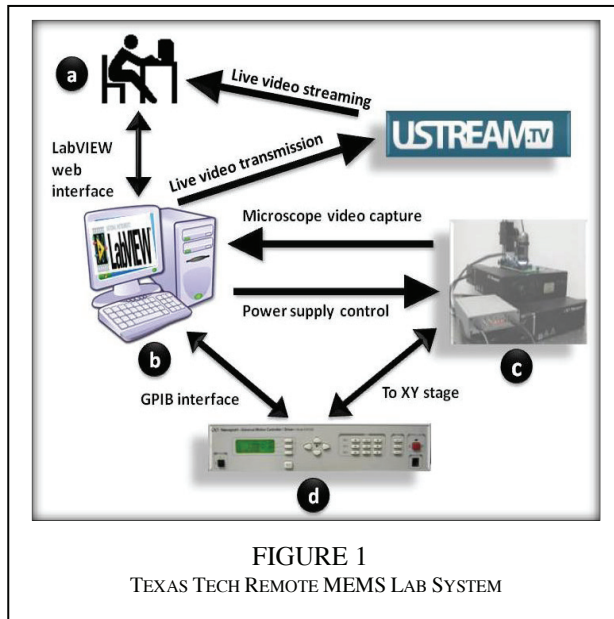 a
Live video streaming
USTREAM.TV
LabVIEW
web
interface
Live video transmission
Microscope video capture
LabVIEW
Power supply control
b
c
GPIB interface
To XY stage
d
FIGURE 1
TEXAS TECH REMOTE MEMS LAB SYSTEM